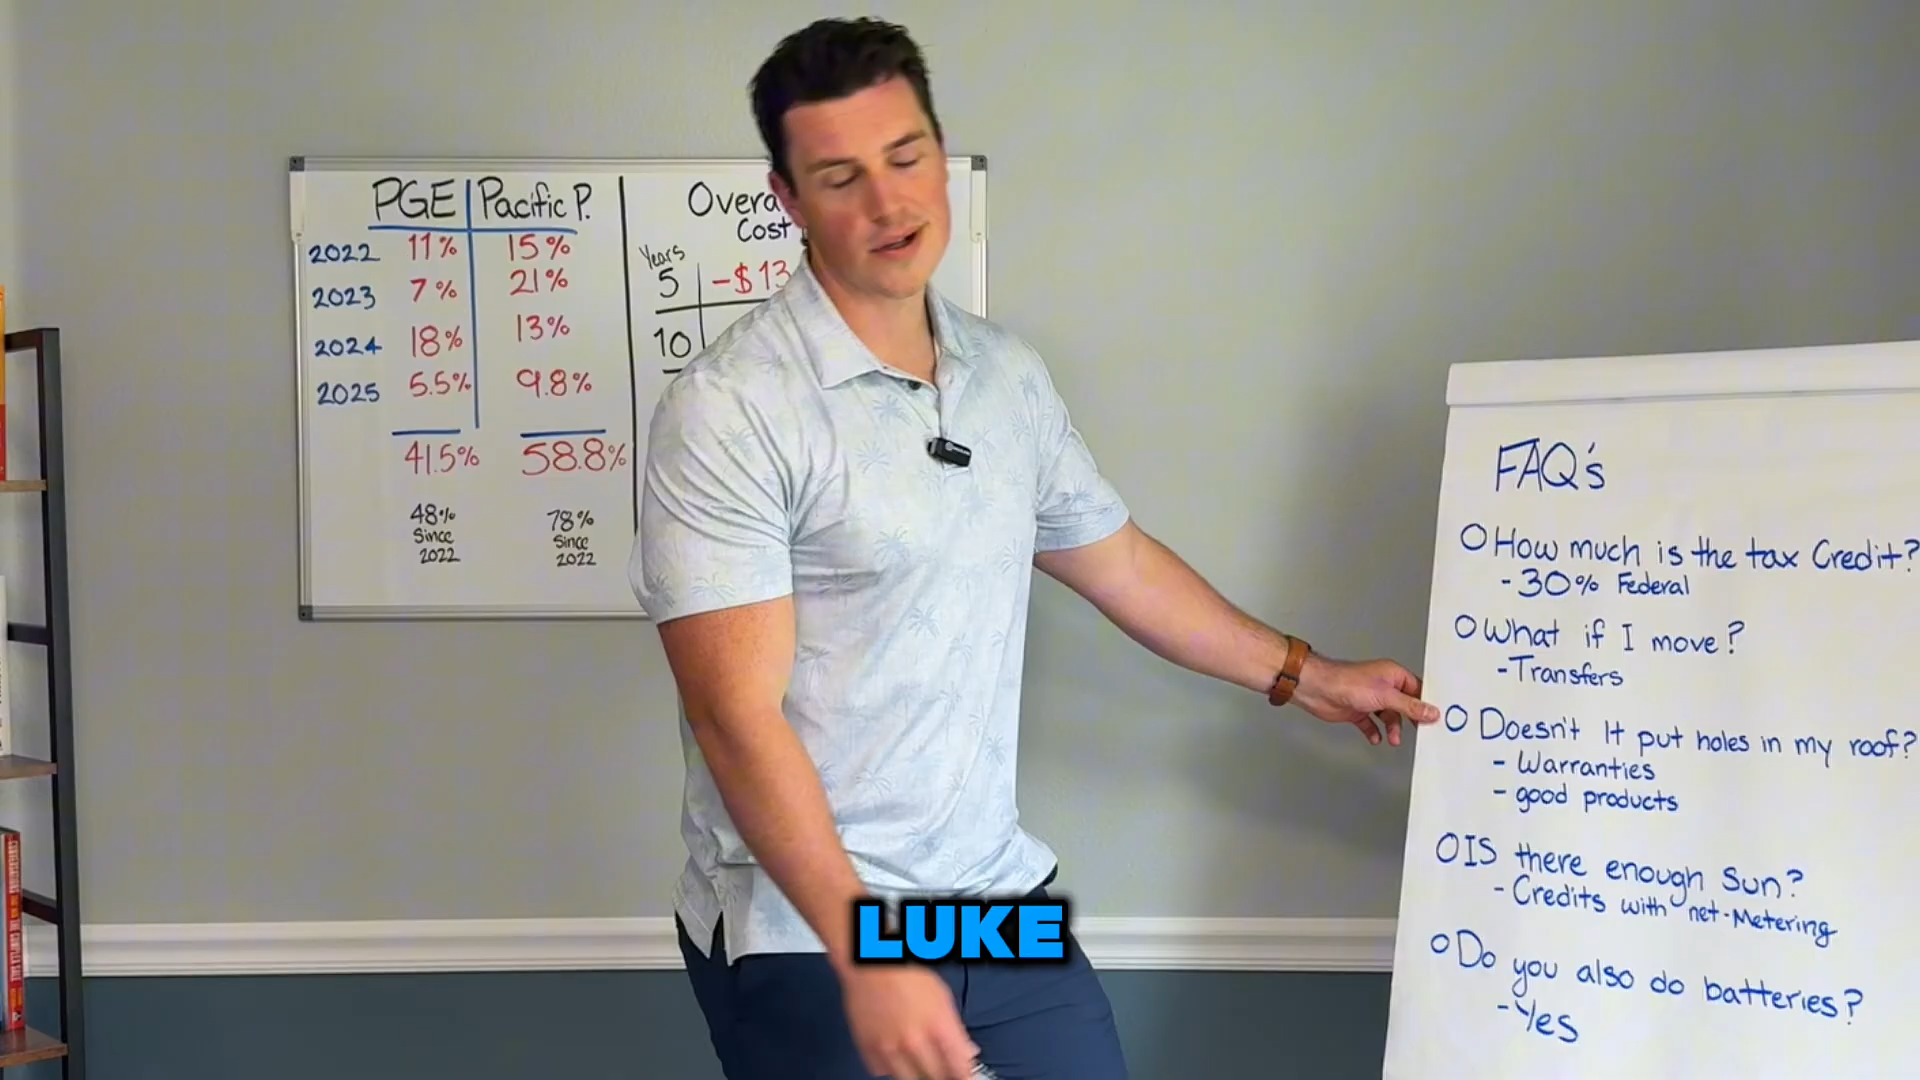 PGE Pacific P.
2022 11% 15%
2023 7% 21%
2024 18% 13%
2025 5.5% 9.8%
41.5% 58.8%
48% 78%
Since Since
2022 2022
Cost
Years
5 -$13
10
FAQ's
How much is the tax Credit?
- 30% Federal
What if I move?
- Transfers
Doesn't It put holes in my roof?
- Warranties
- good products
IS there enough Sun?
- Credits with net-Metering
Do you also do batteries?
- Yes
LUKE